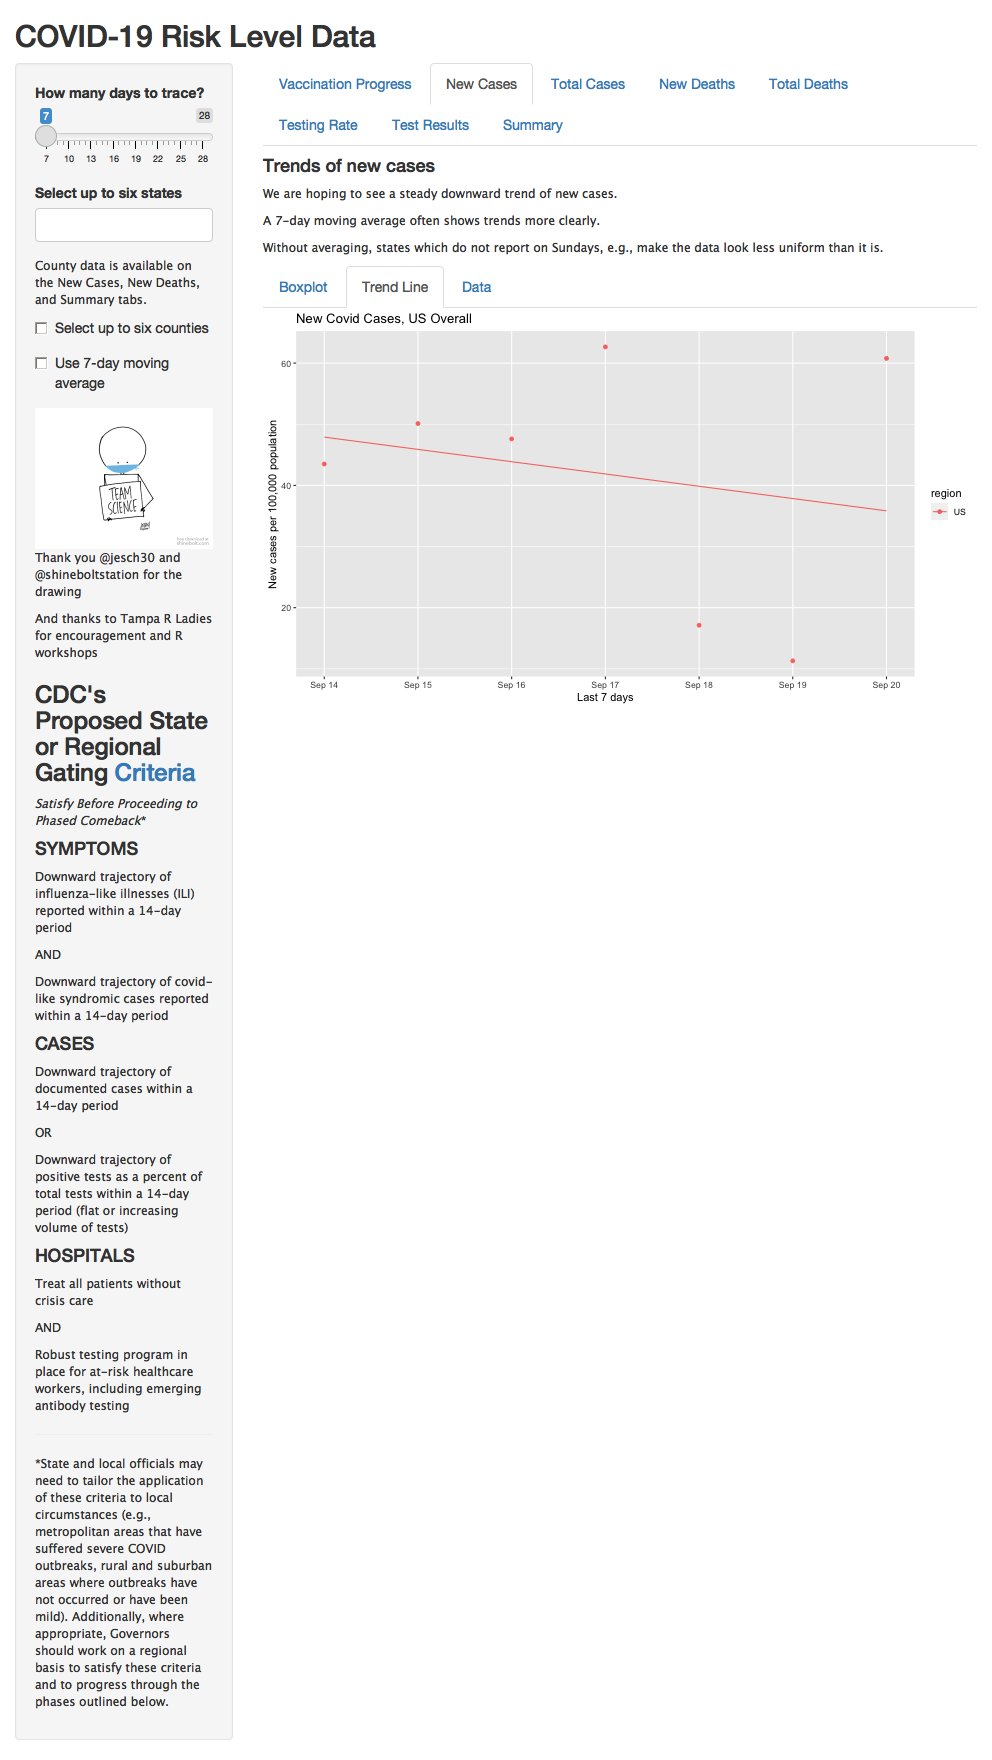 COVID-19 Risk Level Data
How many days to trace?
7
28
7 10 13 16 19 22 25 28
Select up to six states
County data is available on
the New Cases, New Deaths,
and Summary tabs.
Select up to six counties
Use 7-day moving
average
TEAM
SCIENCE
free download at
shinebolt.com
Thank you @jesch30 and
@shineboltstation for the
drawing
And thanks to Tampa R Ladies
for encouragement and R
workshops
CDC's
Proposed State
or Regional
Gating Criteria
Satisfy Before Proceeding to
Phased Comeback*
SYMPTOMS
Downward trajectory of
influenza-like illnesses (ILI)
reported within a 14-day
period
AND
Downward trajectory of covid-
like syndromic cases reported
within a 14-day period
CASES
Downward trajectory of
documented cases within a
14-day period
OR
Downward trajectory of
positive tests as a percent of
total tests within a 14-day
period (flat or increasing
volume of tests)
HOSPITALS
Treat all patients without
crisis care
AND
Robust testing program in
place for at-risk healthcare
workers, including emerging
antibody testing
*State and local officials may
need to tailor the application
of these criteria to local
circumstances (e.g.,
metropolitan areas that have
suffered severe COVID
outbreaks, rural and suburban
areas where outbreaks have
not occurred or have been
mild). Additionally, where
appropriate, Governors
should work on a regional
basis to satisfy these criteria
and to progress through the
phases outlined below.
Vaccination Progress New Cases Total Cases New Deaths Total Deaths
Testing Rate Test Results Summary
Trends of new cases
We are hoping to see a steady downward trend of new cases.
A 7-day moving average often shows trends more clearly.
Without averaging, states which do not report on Sundays, e.g., make the data look less uniform than it is.
Boxplot Trend Line Data
New Covid Cases, US Overall
New cases per 100,000 population
60
40
20
Sep 14 Sep 15 Sep 16 Sep 17 Sep 18 Sep 19 Sep 20
Last 7 days
region
US